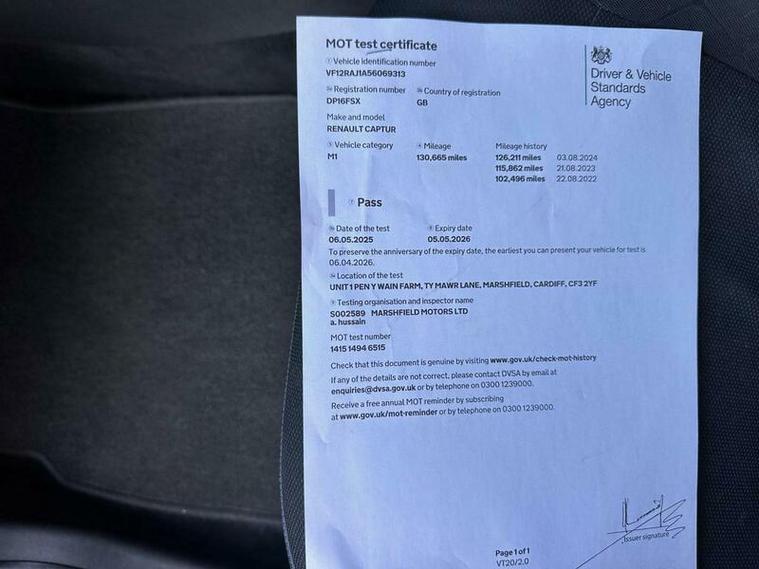 MOT test certificate
Vehicle identification number
VF12RAJ1A56069313
Registration number
Country of registration
DP16FSX
GB
Make and model
RENAULT CAPTUR
Vehicle category
Mileage
Mileage history
M1
130,665 miles
126,211 miles 03.08.2024
115,862 miles 21.08.2023
102,496 miles 22.08.2022
Pass
Date of the test
Expiry date
06.05.2025
05.05.2026
To preserve the anniversary of the expiry date, the earliest you can present your vehicle for test is
06.04.2026.
Location of the test
UNIT 1 PEN Y WAIN FARM, TY MAWR LANE, MARSHFIELD, CARDIFF, CF3 2YF
Testing organisation and inspector name
S002589 MARSHFIELD MOTORS LTD
a. hussain
MOT test number
1415 1494 6515
Check that this document is genuine by visiting www.gov.uk/check-mot-history
If any of the details are not correct, please contact DVSA by email at
enquiries@dvsa.gov.uk or by telephone on 0300 1239000.
Receive a free annual MOT reminder by subscribing
at www.gov.uk/mot-reminder or by telephone on 0300 1239000.
Driver & Vehicle
Standards
Agency
Issuer signature
Page 1 of 1
VT20/2.0